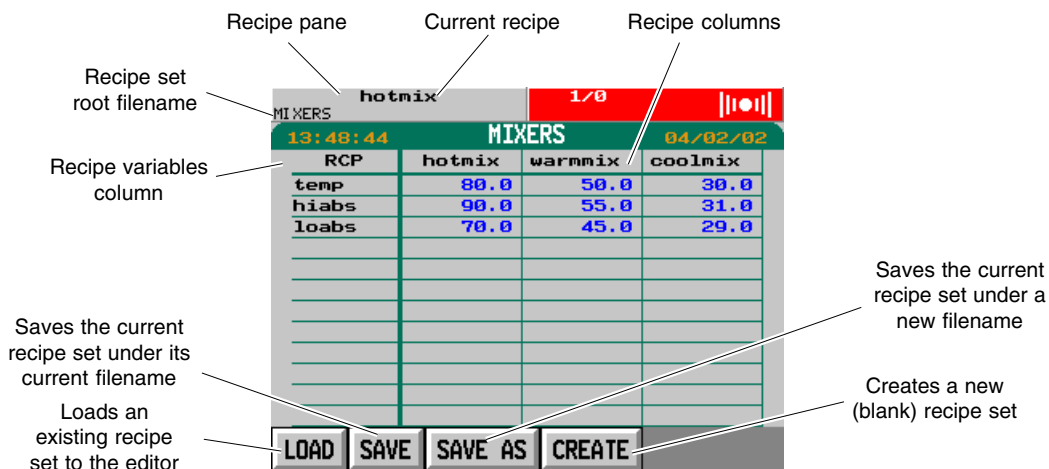 Recipe pane
Current recipe
Recipe columns
Recipe set
root filename
hotmix
1/0
MIXERS
13:48:44
MIXERS
04/02/02
Recipe variables
column
RCP hotmix warmmix coolmix
temp 80.0 50.0 30.0
hiabs 90.0 55.0 31.0
loabs 70.0 45.0 29.0
Saves the current
recipe set under a
new filename
Saves the current
recipe set under its
current filename
Creates a new
(blank) recipe set
Loads an
existing recipe
set to the editor
LOAD SAVE SAVE AS CREATE